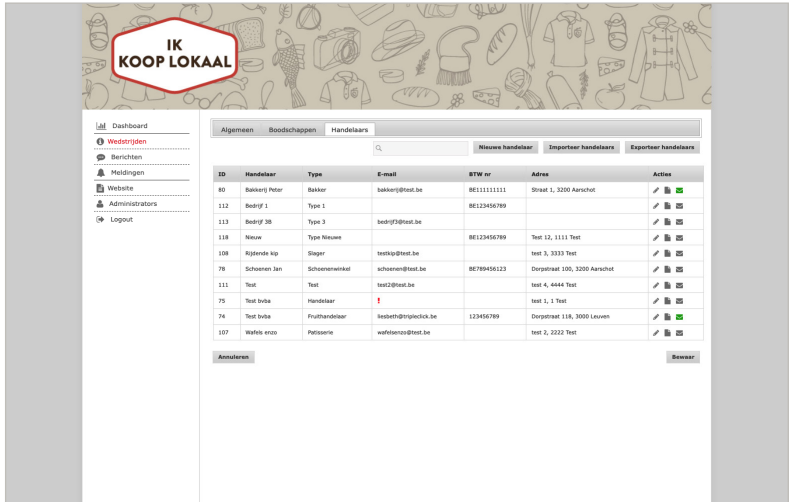 IK
KOOP LOKAAL
Dashboard
Wedstrijden
Berichten
Meldingen
Website
Administrators
Logout
Algemeen Boodschappen Handelaars
Nieuwe handelaar Importeer handelaars Exporteer handelaars
ID Handelaar Type E-mail BTW nr Adres Acties
80 Bakkerij Peter Bakker bakkerij@test.be BE111111111 Straat 1, 3200 Aarschot
112 Bedrijf 1 Type 1 BE123456789
113 Bedrijf 3B Type 3 bedrijf3@test.be
118 Nieuw Type Nieuwe BE123456789 Test 12, 1111 Test
108 Rijdende kip Slager testkip@test.be test 3, 3333 Test
78 Schoenen Jan Schoenenwinkel schoenen@test.be BE789456123 Dorpstraat 100, 3200 Aarschot
111 Test Test test2@test.be test 4, 4444 Test
75 Test bvba Handelaar ! test 1, 1 Test
74 Test bvba Fruithandelaar liesbeth@tripleclick.be 123456789 Dorpstraat 118, 3000 Leuven
107 Wafels enzo Patisserie wafelsenzo@test.be test 2, 2222 Test
Annuleren Bewaar